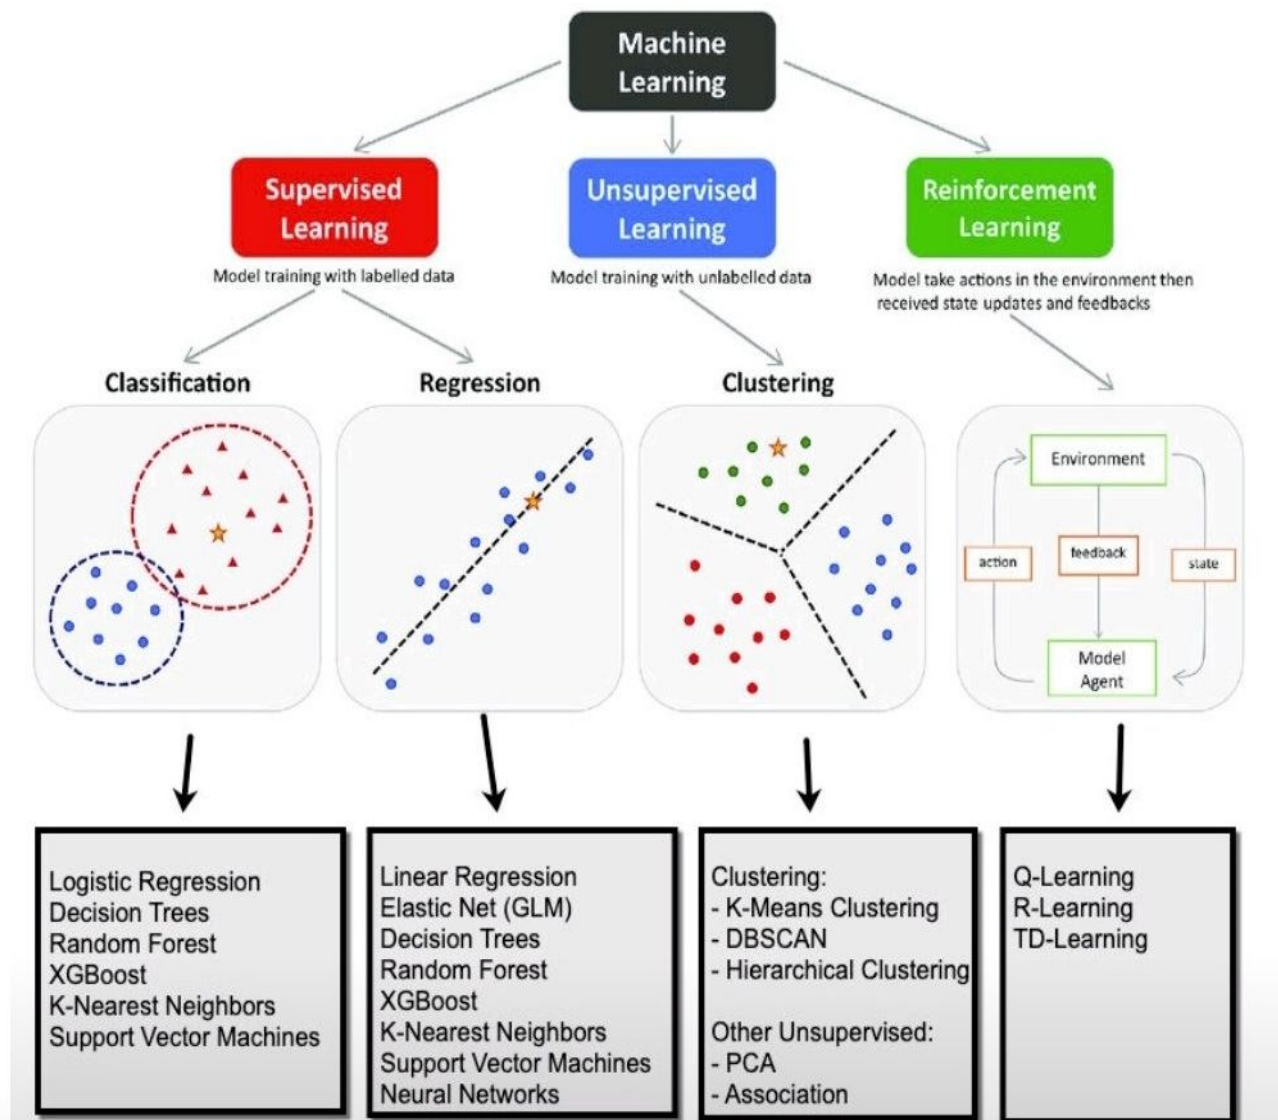 Machine
Learning
Supervised
Learning
Unsupervised
Learning
Reinforcement
Learning
Model training with labelled data
Model training with unlabelled data
Model take actions in the environment then
received state updates and feedbacks
Classification
Regression
Clustering
Environment
action
feedback
state
Model
Agent
Logistic Regression
Decision Trees
Random Forest
XGBoost
K-Nearest Neighbors
Support Vector Machines
Linear Regression
Elastic Net (GLM)
Decision Trees
Random Forest
XGBoost
K-Nearest Neighbors
Support Vector Machines
Neural Networks
Clustering:
- K-Means Clustering
- DBSCAN
- Hierarchical Clustering
Other Unsupervised:
- PCA
- Association
Q-Learning
R-Learning
TD-Learning